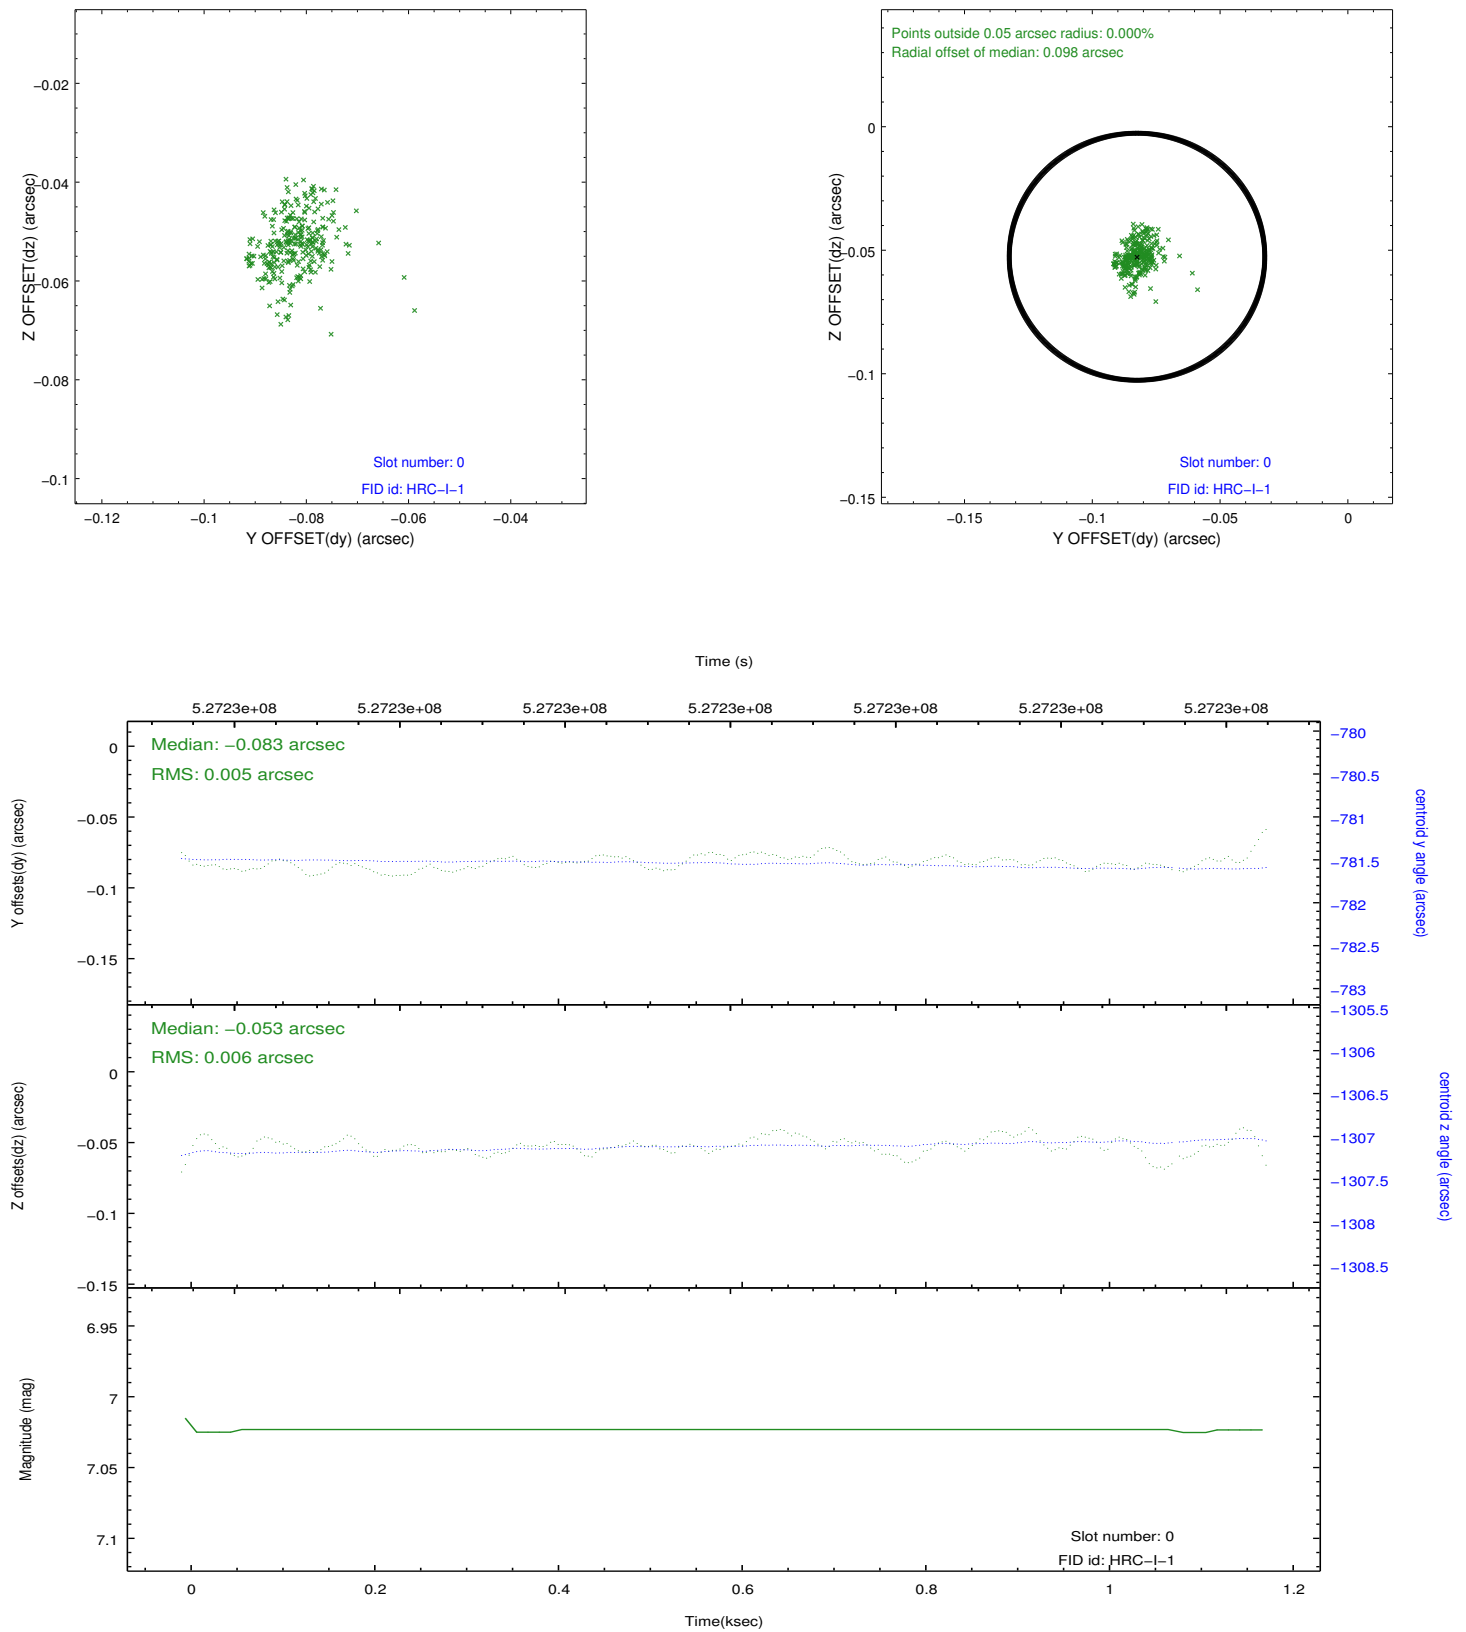 −0.02
−0.04
−0.06
−0.08
−0.1
Z OFFSET(dz) (arcsec)
Slot number: 0
FID id: HRC−I−1
−0.12
−0.1
−0.08
−0.06
−0.04
Y OFFSET(dy) (arcsec)
Points outside 0.05 arcsec radius: 0.000%
Radial offset of median: 0.098 arcsec
0
−0.05
−0.1
−0.15
Z OFFSET(dz) (arcsec)
Slot number: 0
FID id: HRC−I−1
−0.15
−0.1
−0.05
0
Y OFFSET(dy) (arcsec)
Time (s)
5.2723e+08
5.2723e+08
5.2723e+08
5.2723e+08
5.2723e+08
5.2723e+08
5.2723e+08
Median: −0.083 arcsec
RMS: 0.005 arcsec
0
−0.05
−0.1
−0.15
Y offsets(dy) (arcsec)
−780
−780.5
−781
−781.5
−782
−782.5
−783
centroid y angle (arcsec)
Median: −0.053 arcsec
RMS: 0.006 arcsec
0
−0.05
−0.1
−0.15
Z offsets(dz) (arcsec)
−1305.5
−1306
−1306.5
−1307
−1307.5
−1308
−1308.5
centroid z angle (arcsec)
6.95
7
7.05
7.1
Magnitude (mag)
Slot number: 0
FID id: HRC−I−1
0
0.2
0.4
0.6
0.8
1
1.2
Time(ksec)